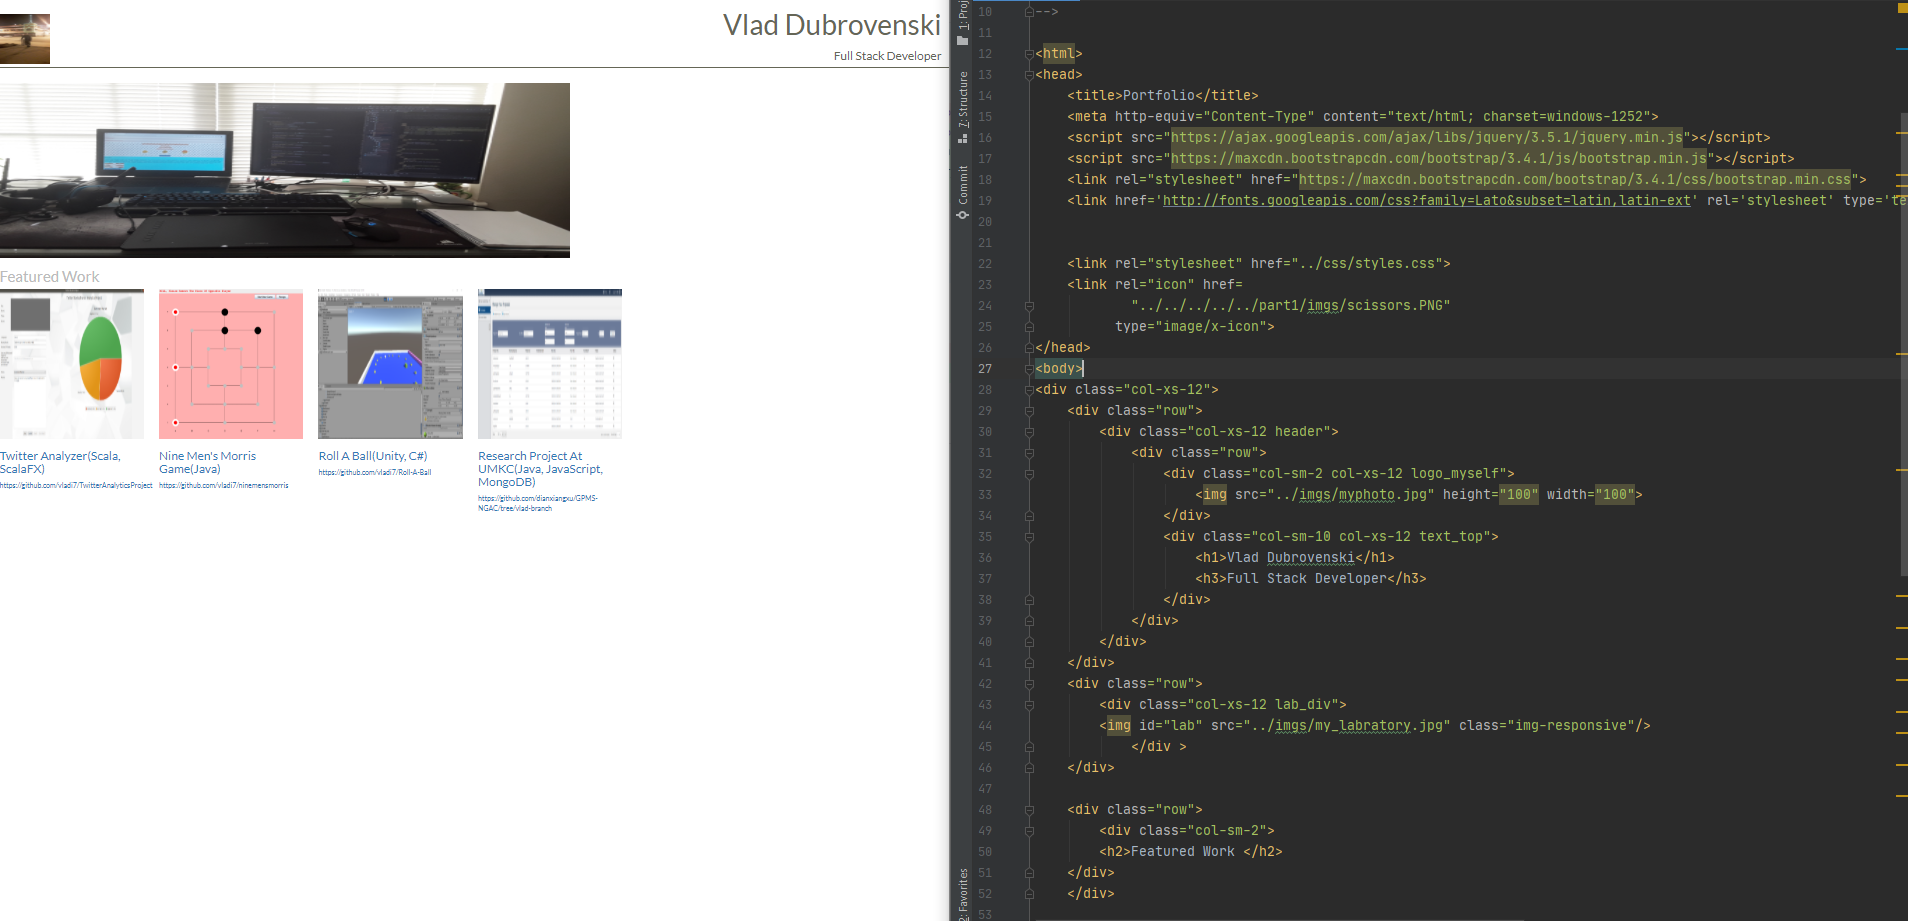 Vlad Dubrovenski
Full Stack Developer
Featured Work
Twitter Analyzer(Scala,
ScalaFX)
https://github.com/vladi7/TwitterAnalyticsProject
Nine Men's Morris
Game(Java)
https://github.com/vladi7/ninemensmorris
Roll A Ball(Unity, C#)
https://github.com/vladi7/Roll-A-Ball
Research Project At
UMKC(Java, JavaScript,
MongoDB)
https://github.com/dianxiangxu/GPMS-
NGAC/tree/vlad-branch
1: Proj
7: Structure
Commit
2: Favorites
10 -->
11
12 <html>
13 <head>
14 <title>Portfolio</title>
15 <meta http-equiv="Content-Type" content="text/html; charset=windows-1252">
16 <script src="https://ajax.googleapis.com/ajax/libs/jquery/3.5.1/jquery.min.js"></script>
17 <script src="https://maxcdn.bootstrapcdn.com/bootstrap/3.4.1/js/bootstrap.min.js"></script>
18 <link rel="stylesheet" href="https://maxcdn.bootstrapcdn.com/bootstrap/3.4.1/css/bootstrap.min.css">
19 <link href='http://fonts.googleapis.com/css?family=Lato&subset=latin,latin-ext' rel='stylesheet' type='te
20
21
22 <link rel="stylesheet" href="../css/styles.css">
23 <link rel="icon" href=
24 "../../../../../part1/imgs/scissors.PNG"
25 type="image/x-icon">
26 </head>
27 <body>
28 <div class="col-xs-12">
29 <div class="row">
30 <div class="col-xs-12 header">
31 <div class="row">
32 <div class="col-sm-2 col-xs-12 logo_myself">
33 <img src="../imgs/myphoto.jpg" height="100" width="100">
34 </div>
35 <div class="col-sm-10 col-xs-12 text_top">
36 <h1>Vlad Dubrovenski</h1>
37 <h3>Full Stack Developer</h3>
38 </div>
39 </div>
40 </div>
41 </div>
42 <div class="row">
43 <div class="col-xs-12 lab_div">
44 <img id="lab" src="../imgs/my_labratory.jpg" class="img-responsive"/>
45 </div >
46 </div>
47
48 <div class="row">
49 <div class="col-sm-2">
50 <h2>Featured Work </h2>
51 </div>
52 </div>
53